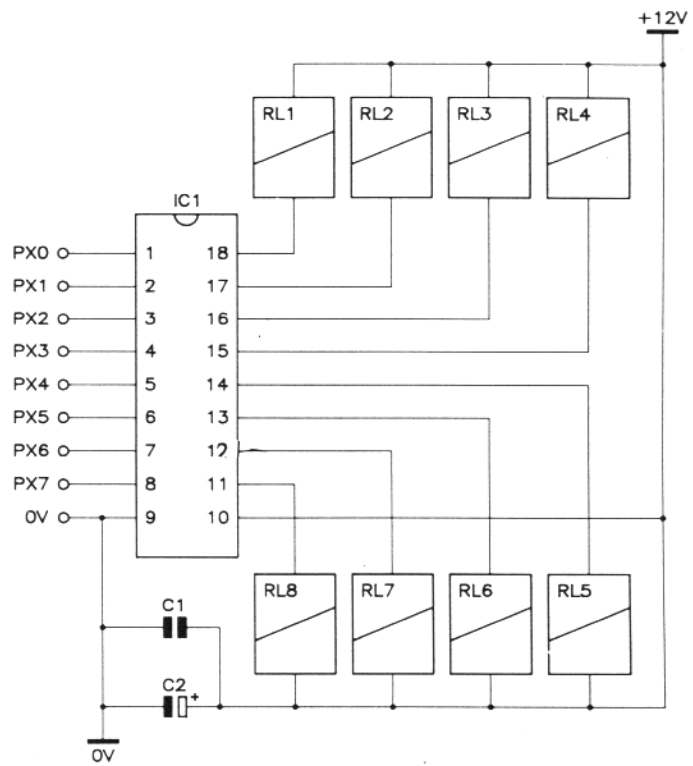 +12V
RL1 RL2 RL3 RL4
IC1
PX0 1 18
PX1 2 17
PX2 3 16
PX3 4 15
PX4 5 14
PX5 6 13
PX6 7 12
PX7 8 11
0V 9 10
RL8 RL7 RL6 RL5
C1
C2 +
0V